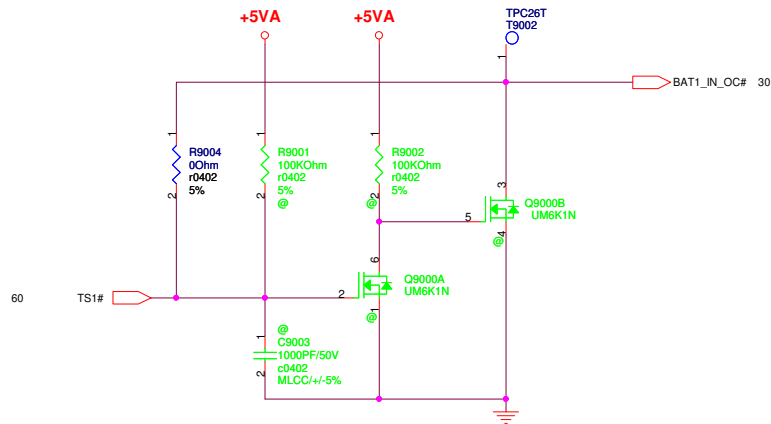 TPC26T
T9002
+5VA
+5VA
1
BAT1_IN_OC# 30
1
R9004
0Ohm
r0402
5%
2
1
R9001
100KOhm
r0402
5%
@
2
1
R9002
100KOhm
r0402
5%
@
2
3
Q9000B
UM6K1N
5
4
@
6
Q9000A
UM6K1N
2
1
@
60 TS1#
@
C9003
1000PF/50V
c0402
MLCC/+/-5%
1
2